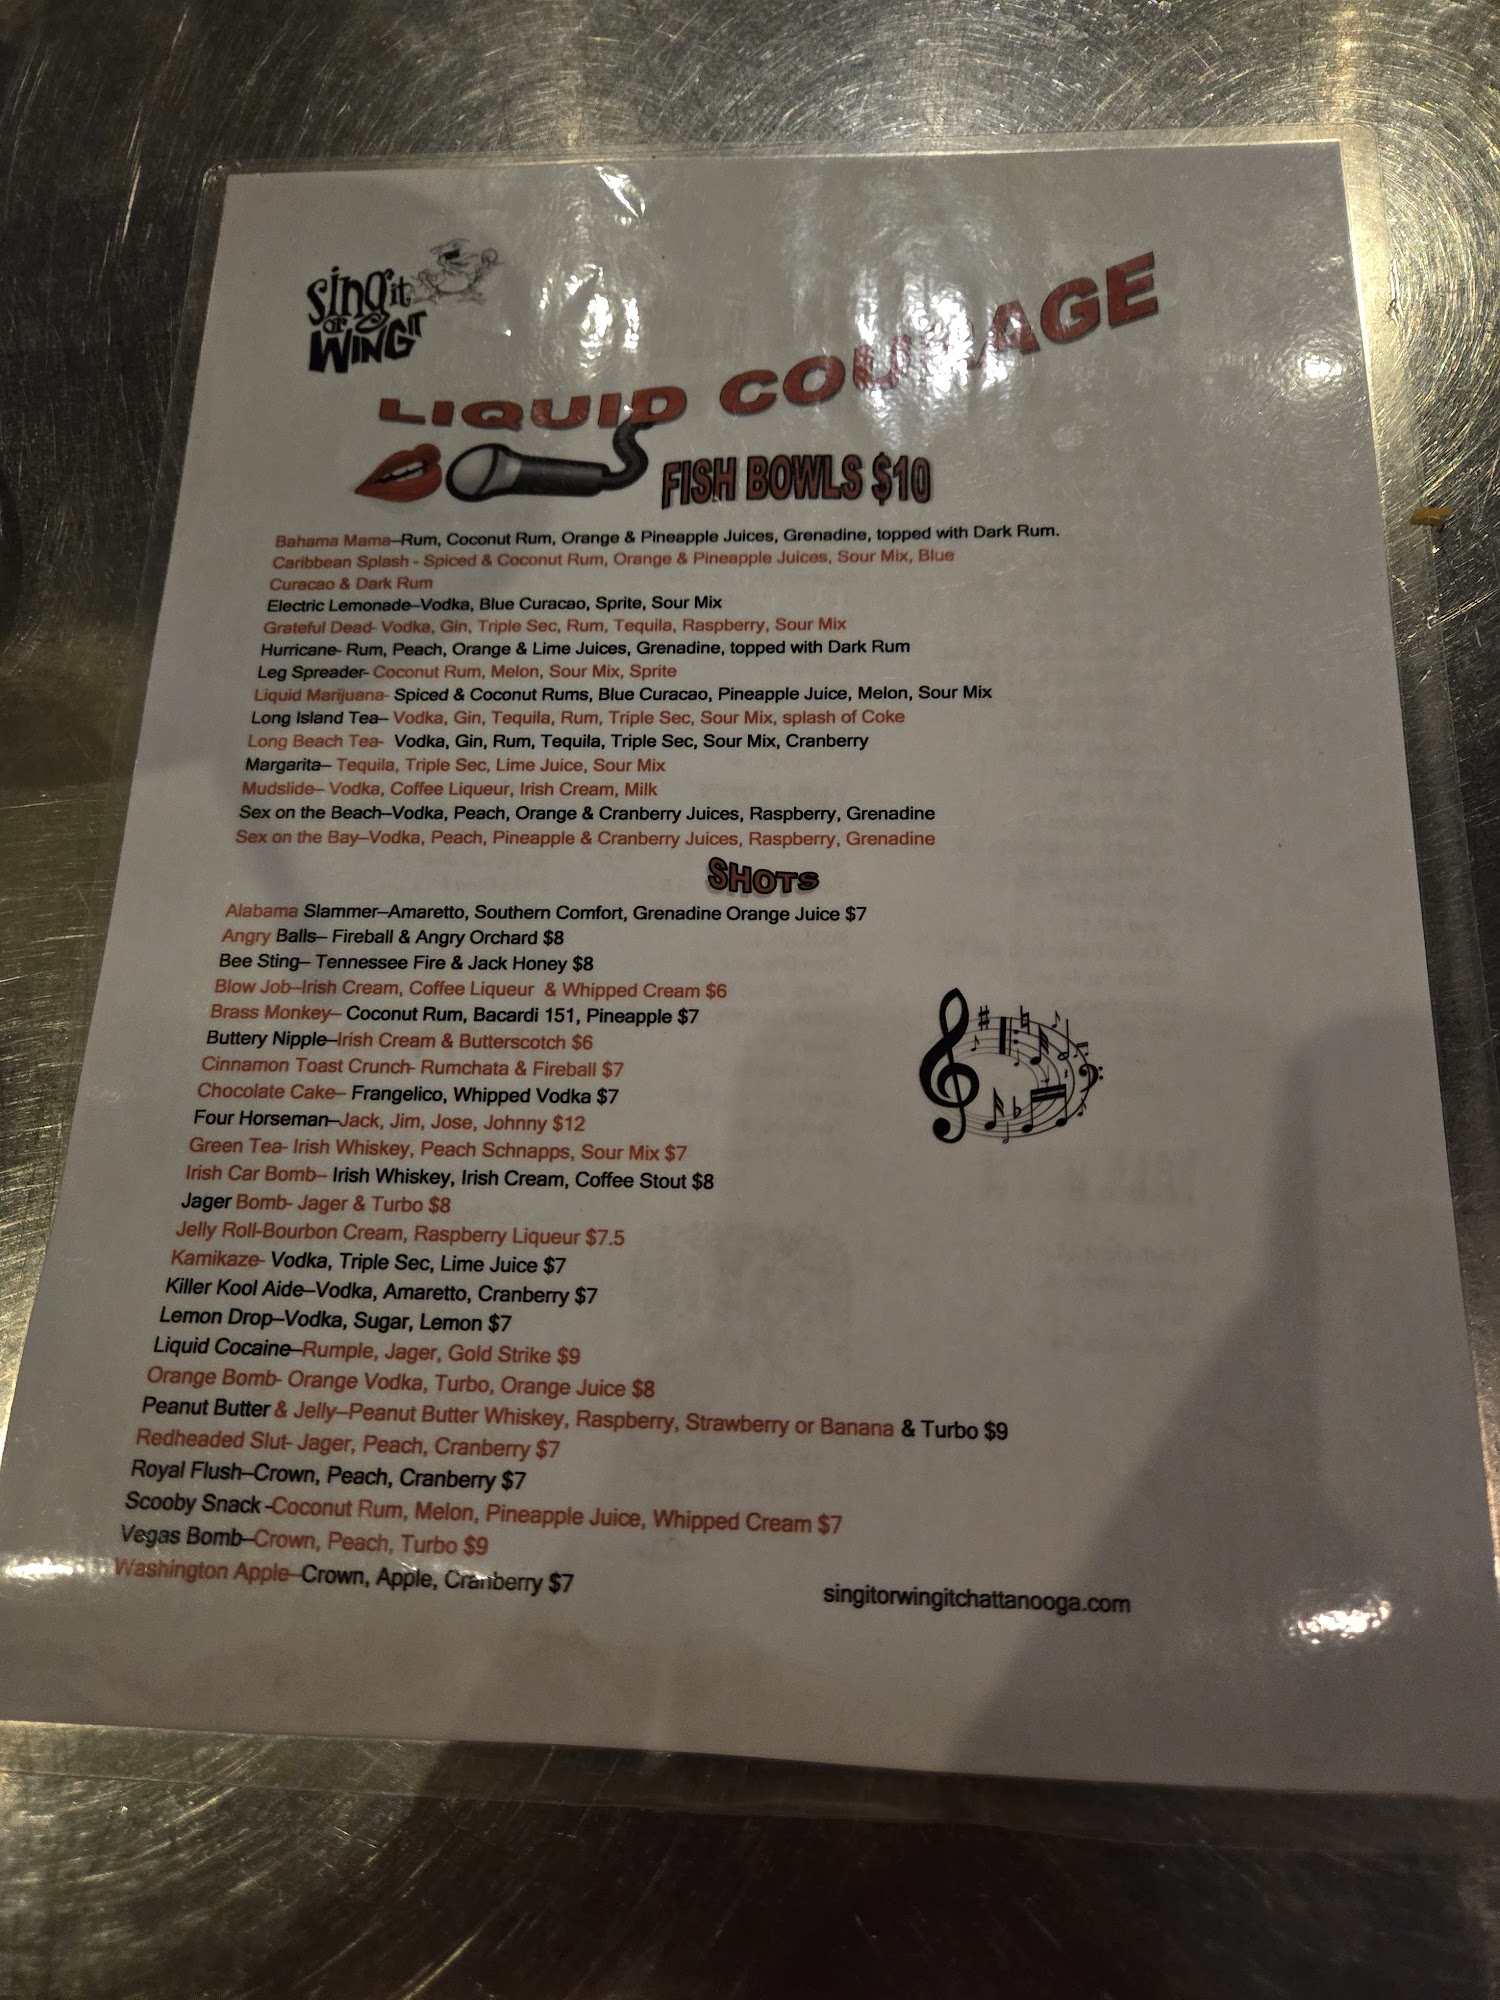 sing it
or
WING IT
LIQUID COURAGE
FISH BOWLS $10
Bahama Mama–Rum, Coconut Rum, Orange & Pineapple Juices, Grenadine, topped with Dark Rum.
Caribbean Splash - Spiced & Coconut Rum, Orange & Pineapple Juices, Sour Mix, Blue
Curacao & Dark Rum
Electric Lemonade–Vodka, Blue Curacao, Sprite, Sour Mix
Grateful Dead- Vodka, Gin, Triple Sec, Rum, Tequila, Raspberry, Sour Mix
Hurricane- Rum, Peach, Orange & Lime Juices, Grenadine, topped with Dark Rum
Leg Spreader- Coconut Rum, Melon, Sour Mix, Sprite
Liquid Marijuana- Spiced & Coconut Rums, Blue Curacao, Pineapple Juice, Melon, Sour Mix
Long Island Tea– Vodka, Gin, Tequila, Rum, Triple Sec, Sour Mix, splash of Coke
Long Beach Tea- Vodka, Gin, Rum, Tequila, Triple Sec, Sour Mix, Cranberry
Margarita– Tequila, Triple Sec, Lime Juice, Sour Mix
Mudslide– Vodka, Coffee Liqueur, Irish Cream, Milk
Sex on the Beach–Vodka, Peach, Orange & Cranberry Juices, Raspberry, Grenadine
Sex on the Bay–Vodka, Peach, Pineapple & Cranberry Juices, Raspberry, Grenadine
SHOTS
Alabama Slammer–Amaretto, Southern Comfort, Grenadine Orange Juice $7
Angry Balls– Fireball & Angry Orchard $8
Bee Sting– Tennessee Fire & Jack Honey $8
Blow Job–Irish Cream, Coffee Liqueur & Whipped Cream $6
Brass Monkey– Coconut Rum, Bacardi 151, Pineapple $7
Buttery Nipple–Irish Cream & Butterscotch $6
Cinnamon Toast Crunch- Rumchata & Fireball $7
Chocolate Cake– Frangelico, Whipped Vodka $7
Four Horseman–Jack, Jim, Jose, Johnny $12
Green Tea- Irish Whiskey, Peach Schnapps, Sour Mix $7
Irish Car Bomb– Irish Whiskey, Irish Cream, Coffee Stout $8
Jager Bomb- Jager & Turbo $8
Jelly Roll-Bourbon Cream, Raspberry Liqueur $7.5
Kamikaze- Vodka, Triple Sec, Lime Juice $7
Killer Kool Aide–Vodka, Amaretto, Cranberry $7
Lemon Drop–Vodka, Sugar, Lemon $7
Liquid Cocaine–Rumple, Jager, Gold Strike $9
Orange Bomb- Orange Vodka, Turbo, Orange Juice $8
Peanut Butter & Jelly–Peanut Butter Whiskey, Raspberry, Strawberry or Banana & Turbo $9
Redheaded Slut- Jager, Peach, Cranberry $7
Royal Flush–Crown, Peach, Cranberry $7
Scooby Snack -Coconut Rum, Melon, Pineapple Juice, Whipped Cream $7
Vegas Bomb–Crown, Peach, Turbo $9
Washington Apple–Crown, Apple, Cranberry $7
singitorwingitchattanooga.com